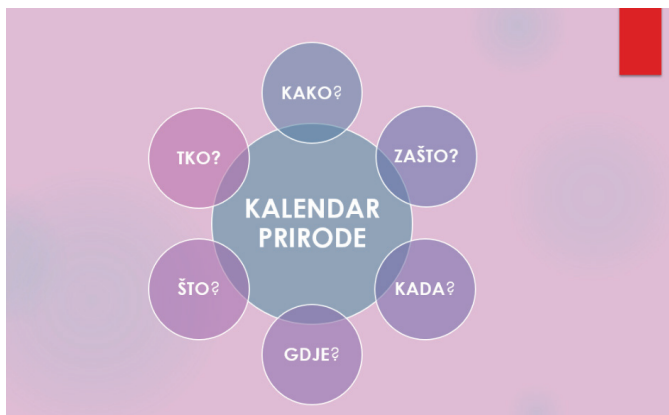 KAKO?
ZAŠTO?
KADA?
GDJE?
ŠTO?
TKO?
KALENDAR
PRIRODE